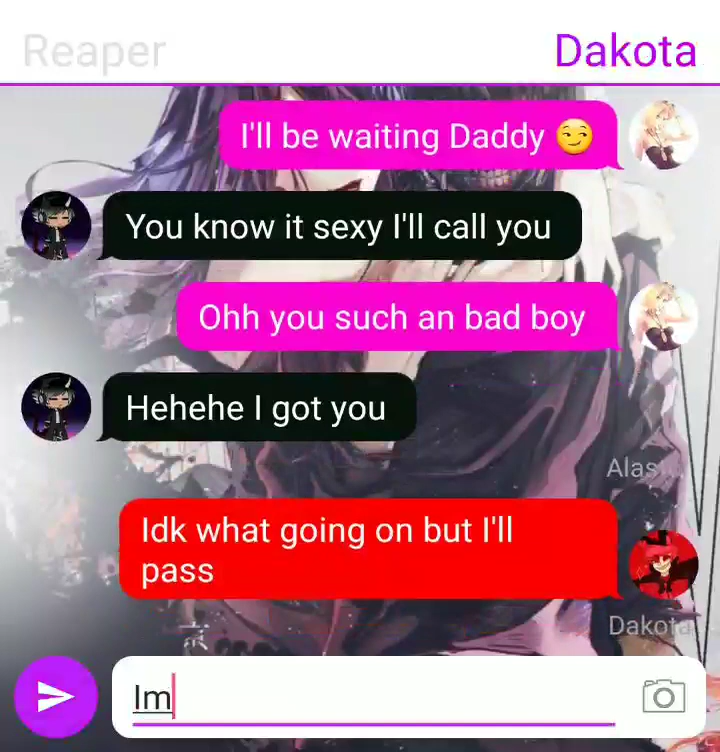 Reaper
Dakota
I'll be waiting Daddy 😏
You know it sexy I'll call you
Ohh you such an bad boy
Hehehe I got you
Idk what going on but I'll
pass
Dakota
Im